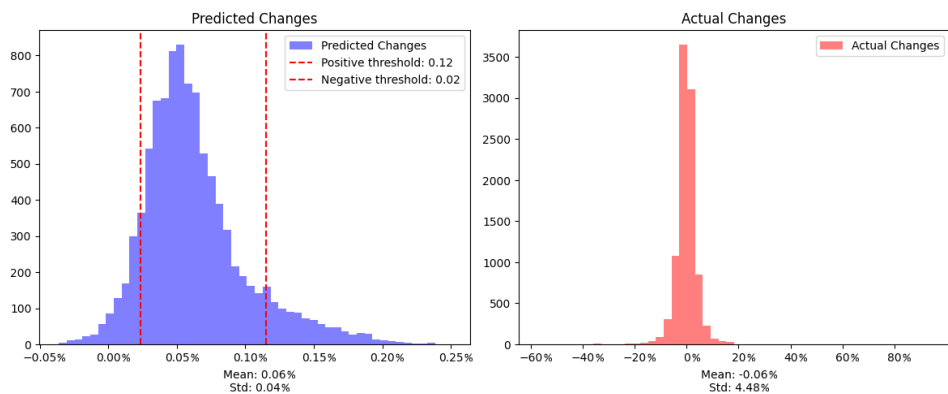 Predicted Changes
Predicted Changes
Positive threshold: 0.12
Negative threshold: 0.02
800
700
600
500
400
300
200
100
0
−0.05% 0.00% 0.05% 0.10% 0.15% 0.20% 0.25%
Mean: 0.06%
Std: 0.04%
Actual Changes
Actual Changes
3500
3000
2500
2000
1500
1000
500
0
−60% −40% −20% 0% 20% 40% 60% 80%
Mean: -0.06%
Std: 4.48%